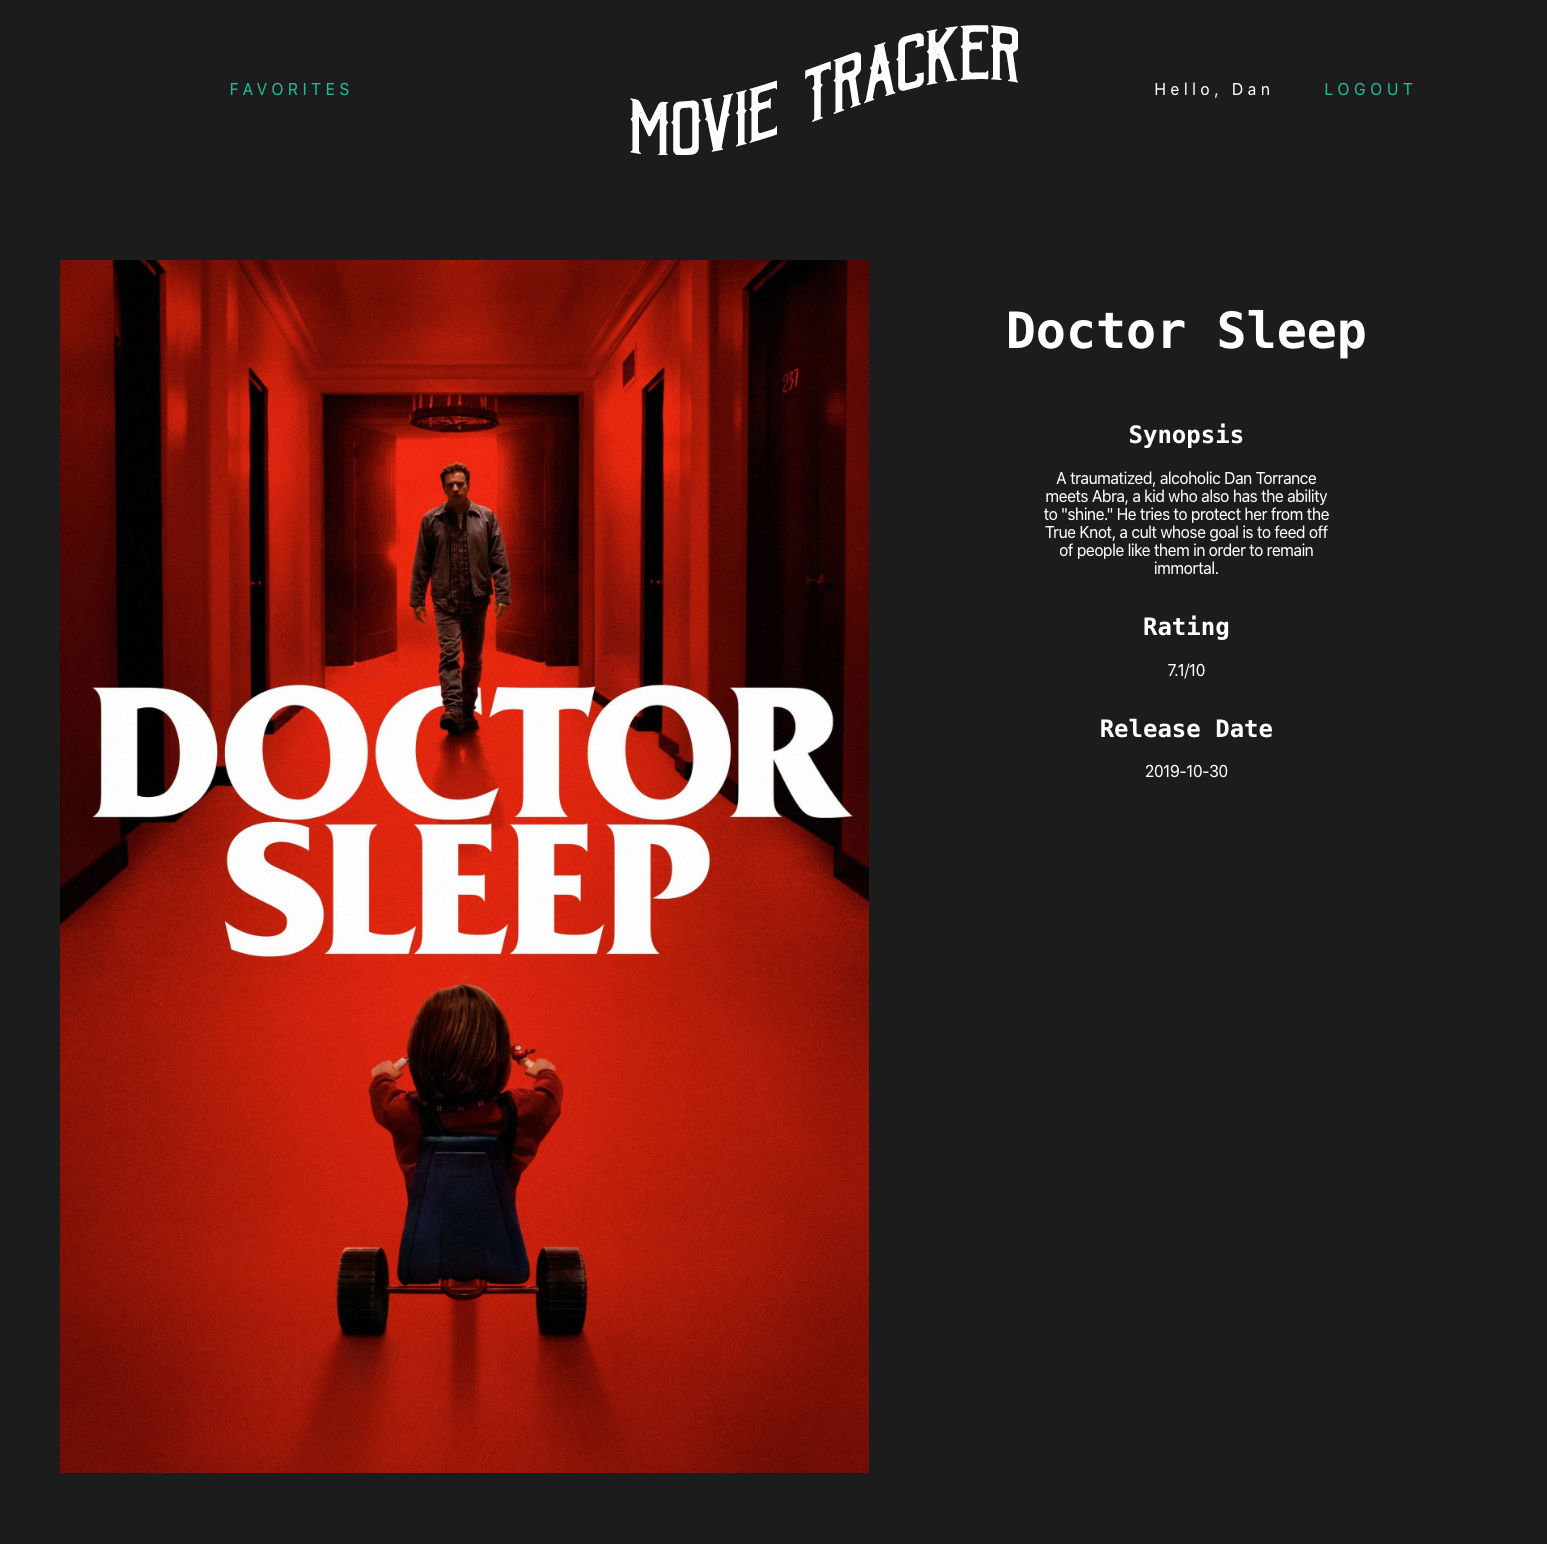 FAVORITES
MOVIE TRACKER
Hello, Dan
LOGOUT
237
DOCTOR
SLEEP
Doctor Sleep
Synopsis
A traumatized, alcoholic Dan Torrance
meets Abra, a kid who also has the ability
to "shine." He tries to protect her from the
True Knot, a cult whose goal is to feed off
of people like them in order to remain
immortal.
Rating
7.1/10
Release Date
2019-10-30